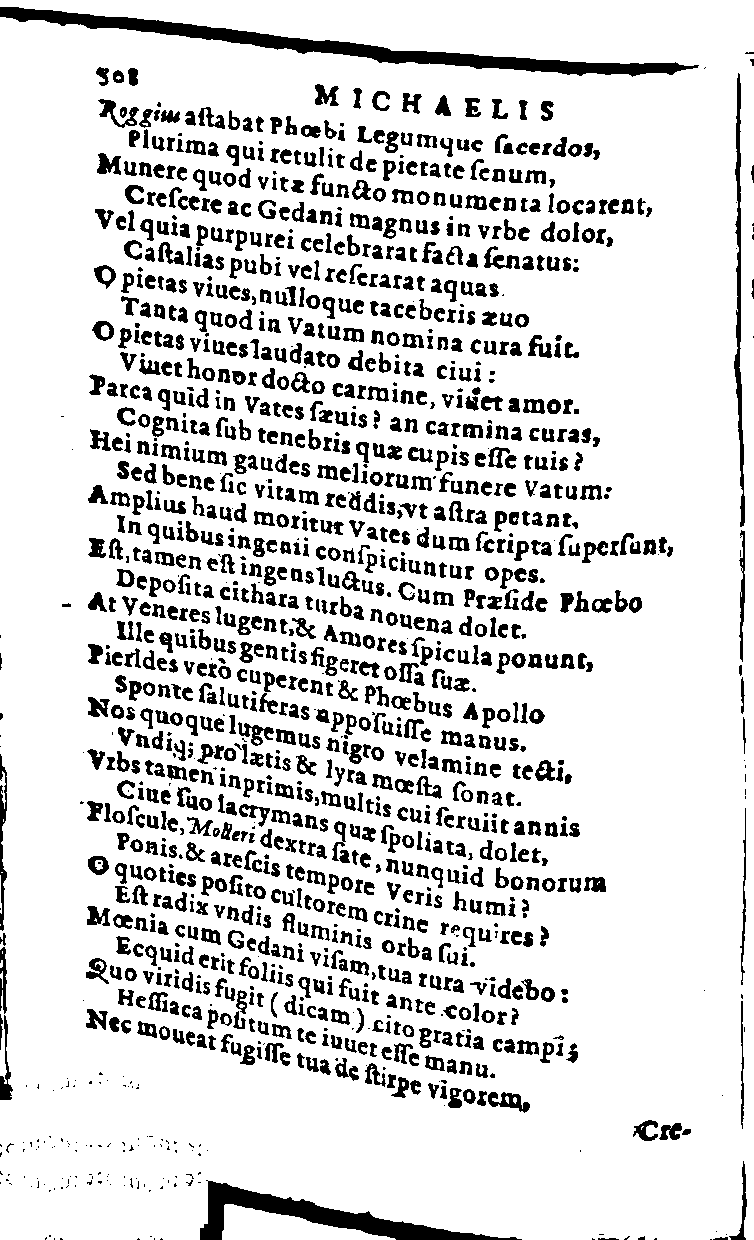 508
MICHAELIS
Roggius aſtabat Phœbi Legumque ſacerdos,
Plurima qui retulit de pietate ſenum,
Munere quod vitæ functo monumenta locarent,
Creſcere ac Gedani magnus in vrbe dolor,
Vel quia purpurei celebrarat facta ſenatus:
Caſtalias pubi vel reſerarat aquas.
O pietas viues, nulloque taceberis æuo
Tanta quod in Vatum nomina cura fuit.
O pietas viues laudato debita ciui:
Viuet honor docto carmine, viuet amor.
Parca quid in Vates ſæuis? an carmina curas,
Cognita ſub tenebris quæ cupis eſſe tuis?
Hei nimium gaudes meliorum funere Vatum:
Sed bene ſic vitam reddis, vt aſtra petant.
Amplius haud moritur Vates dum ſcripta ſuperſunt,
In quibus ingenii conſpiciuntur opes.
Eſt, tamen eſt ingens luctus. Cum Præſide Phœbo
Depoſita cithara turba nouena dolet.
At Veneres lugent, & Amores ſpicula ponunt,
Ille quibus gentis figeret oſſa ſuæ.
PierIdes verò cuperent & Phœbus Apollo
Sponte ſalutiferas appoſuiſſe manus.
Nos quoque lugemus nigro velamine tecti,
Vndiq; pro lætis & lyra mœſta ſonat.
Vrbs tamen inprimis, multis cui ſeruiit annis
Ciue ſuo lacrymans quæ ſpoliata, dolet,
Floſcule, Molleri dextra ſate, nunquid bonorum
Ponis. & areſcis tempore Veris humi?
O quoties poſito cultorem crine requires?
Eſt radix vndis fluminis orba ſui.
Mœnia cum Gedani viſam, tua rura videbo:
Ecquid erit foliis qui fuit ante color?
Quo viridis fugit (dicam) cito gratia campi;
Heſſiaca poſitum te iuuet eſſe manu.
Nec moueat fugiſſe tua de ſtirpe vigorem,
Cre-